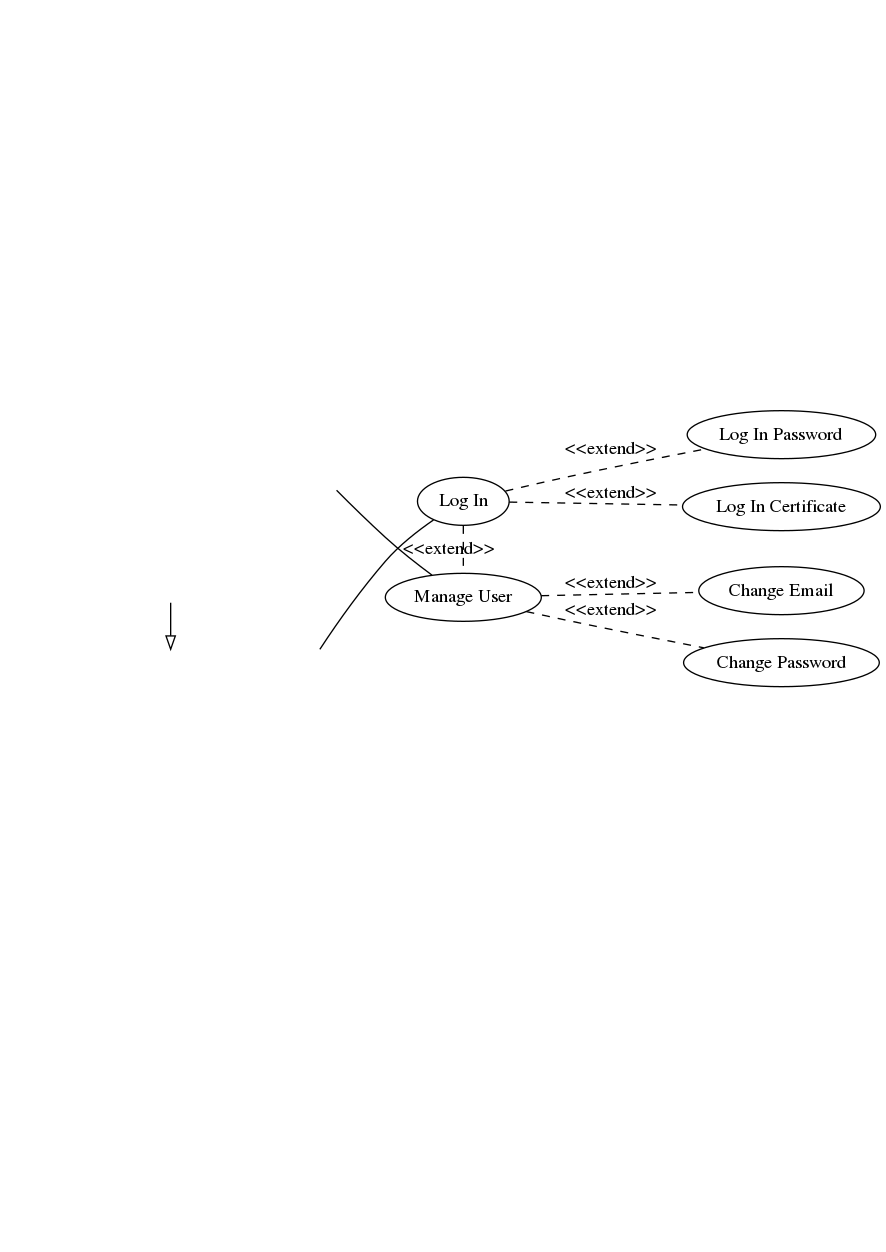 Log In Password
<<extend>>
Log In
<<extend>>
Log In Certificate
<<extend>>
Manage User
<<extend>>
Change Email
<<extend>>
Change Password